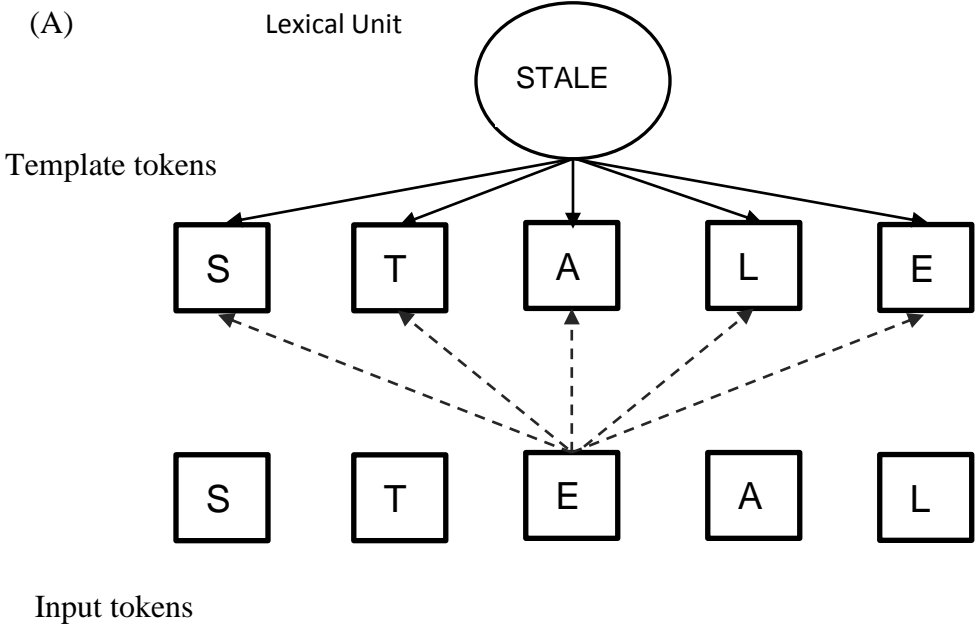 (A)
Lexical Unit
STALE
Template tokens
S T A L E
S T E A L
Input tokens